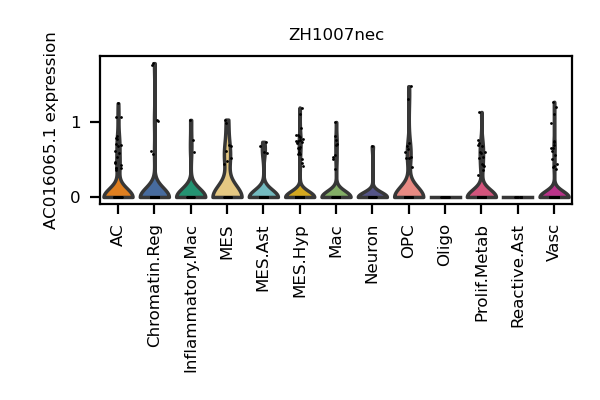 ZH1007nec
AC016065.1 expression
1
0
AC
Chromatin.Reg
Inflammatory.Mac
MES
MES.Ast
MES.Hyp
Mac
Neuron
OPC
Oligo
Prolif.Metab
Reactive.Ast
Vasc